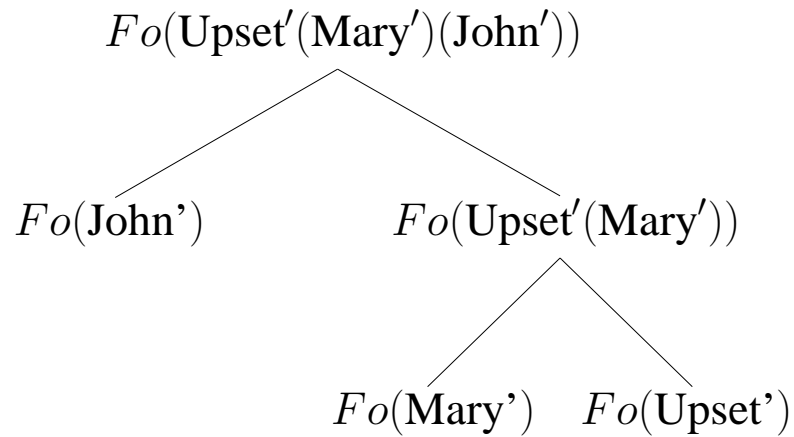 Fo(Upset′(Mary′)(John′))
Fo(John’) Fo(Upset′(Mary′))
Fo(Mary’) Fo(Upset’)